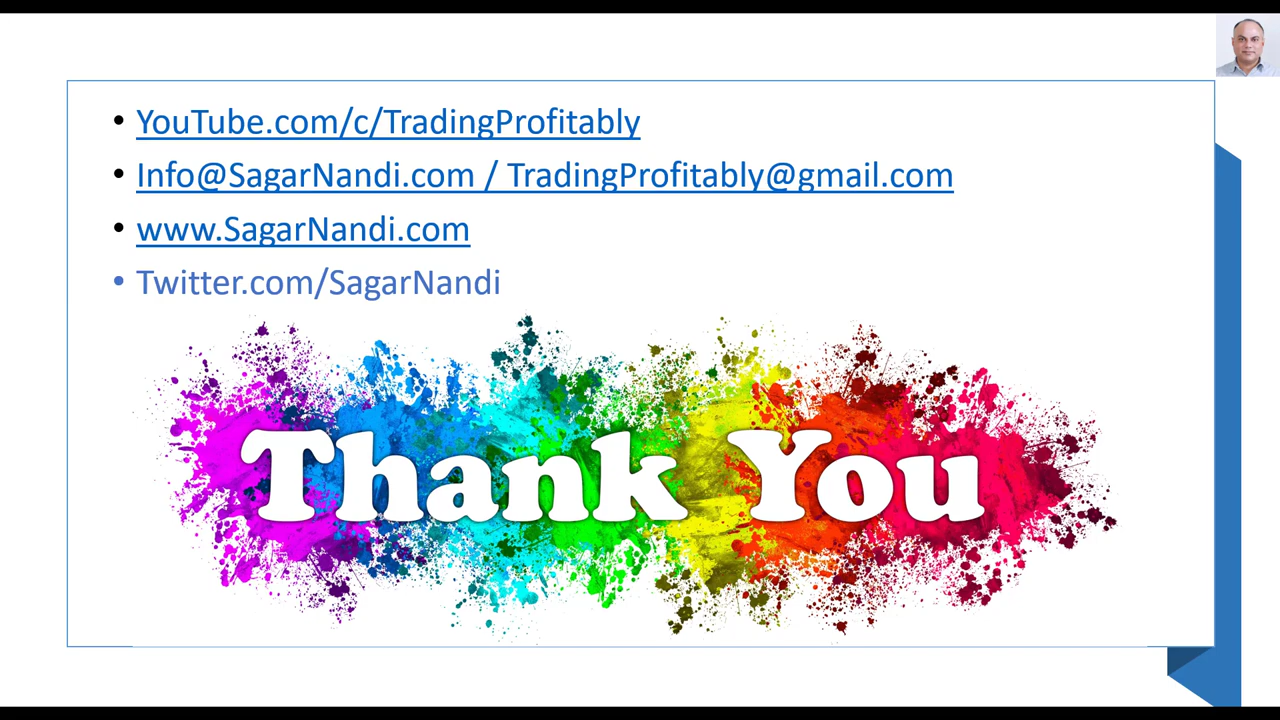 • YouTube.com/c/TradingProfitably
• Info@SagarNandi.com / TradingProfitably@gmail.com
• www.SagarNandi.com
• Twitter.com/SagarNandi
Thank You